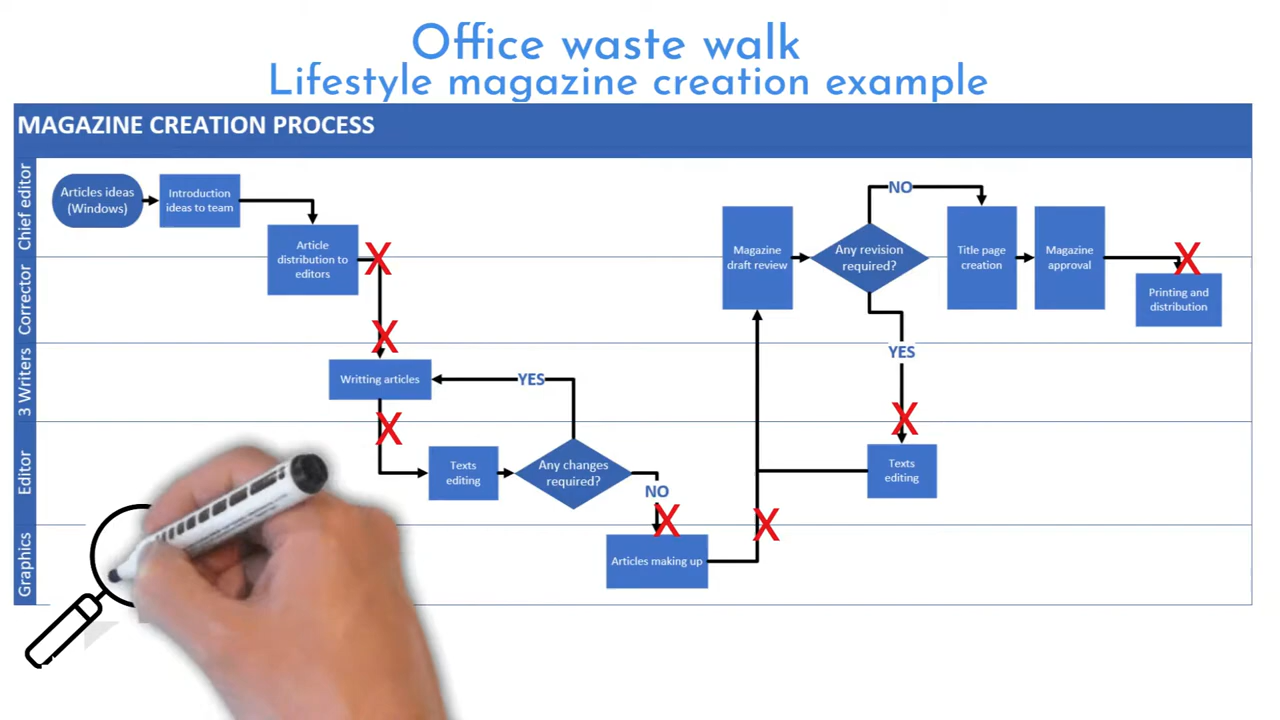 Office waste walk
Lifestyle magazine creation example
MAGAZINE CREATION PROCESS
Chief editor
Articles ideas
(Windows)
Introduction
ideas to team
Article
distribution to
editors
X
Magazine
draft review
Any revision
required?
NO
Title page
creation
Magazine
approval
X
Corrector
X
Printing and
distribution
YES
3 Writers
Writting articles
YES
X
X
Editor
Texts
editing
Any changes
required?
NO
Texts
editing
X
X
Graphics
Articles making up